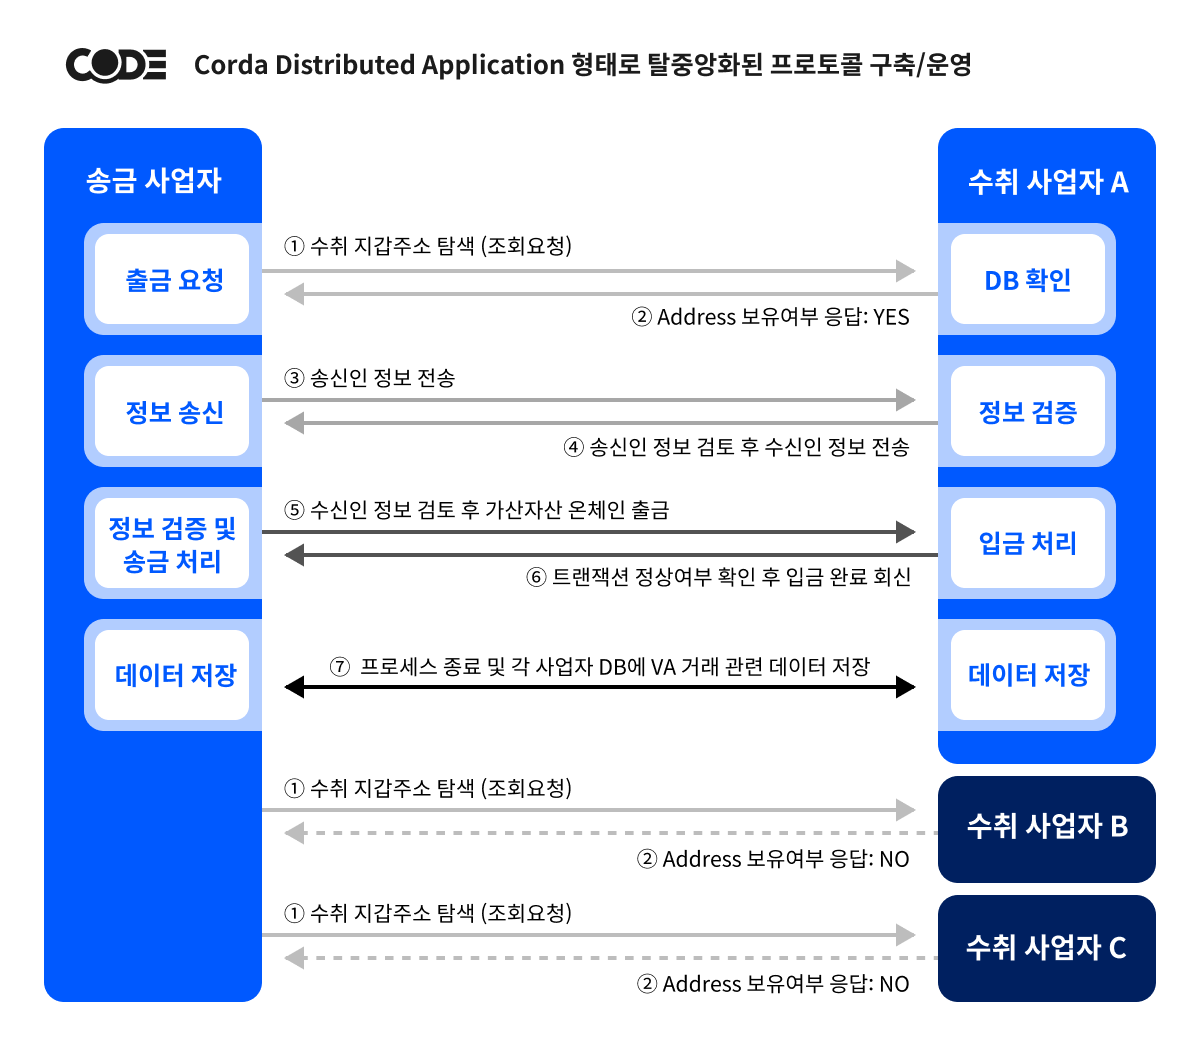 CODE Corda Distributed Application 형태로 탈중앙화된 프로토콜 구축/운영
송금 사업자
수취 사업자 A
출금 요청
① 수취 지갑주소 탐색 (조회요청)
DB 확인
② Address 보유여부 응답: YES
정보 송신
③ 송신인 정보 전송
정보 검증
④ 송신인 정보 검토 후 수신인 정보 전송
정보 검증 및
송금 처리
⑤ 수신인 정보 검토 후 가산자산 온체인 출금
입금 처리
⑥ 트랜잭션 정상여부 확인 후 입금 완료 회신
데이터 저장
⑦ 프로세스 종료 및 각 사업자 DB에 VA 거래 관련 데이터 저장
데이터 저장
① 수취 지갑주소 탐색 (조회요청)
수취 사업자 B
② Address 보유여부 응답: NO
① 수취 지갑주소 탐색 (조회요청)
수취 사업자 C
② Address 보유여부 응답: NO